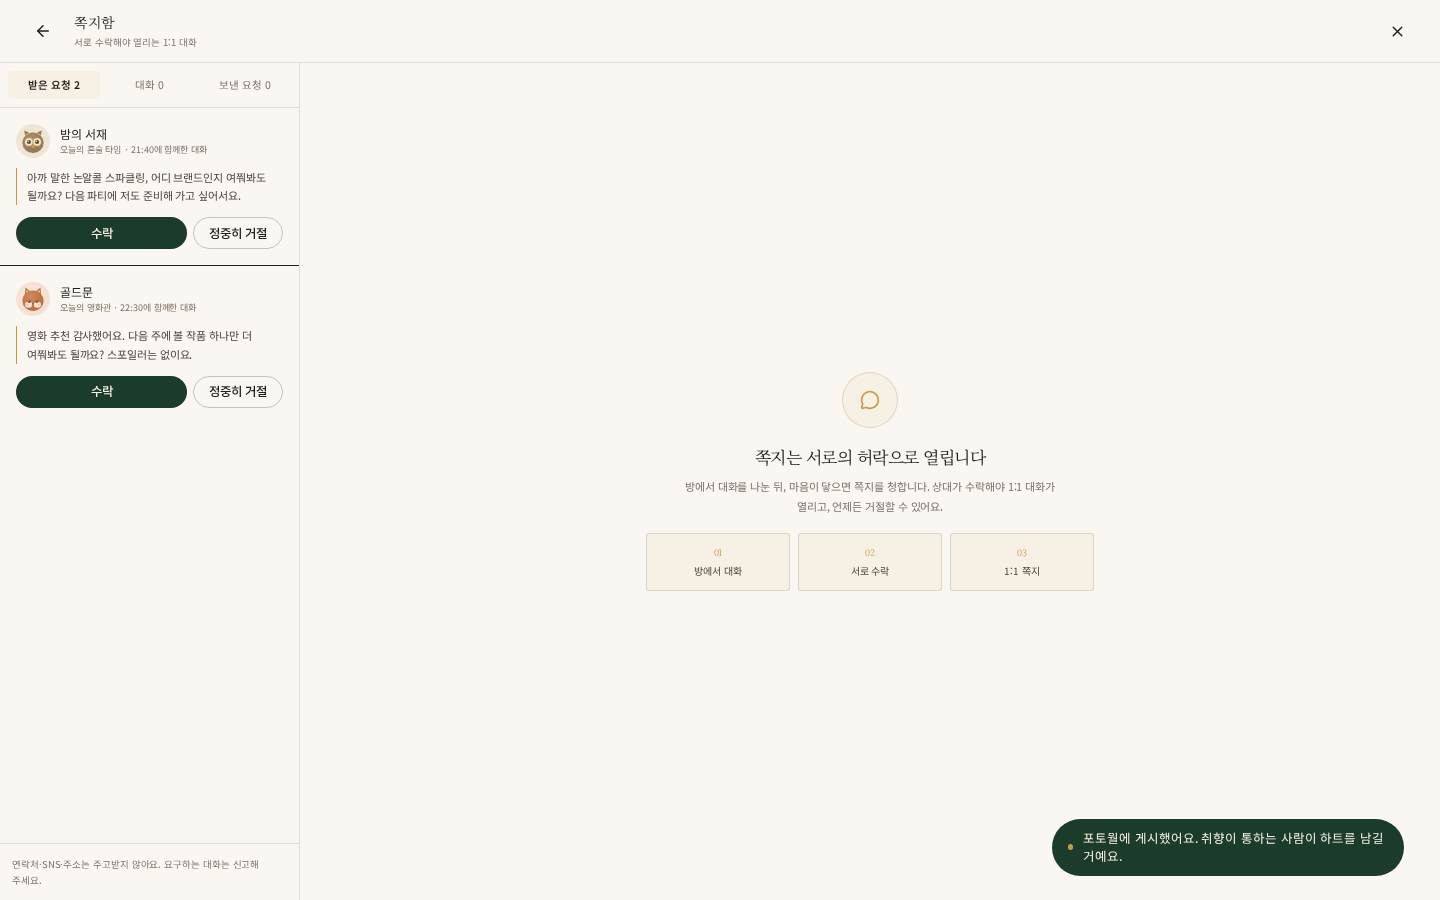 쪽지함
서로 수락해야 열리는 1:1 대화
받은 요청 2
대화 0
보낸 요청 0
밤의 서재
오늘의 혼술 타임 · 21:40에 함께한 대화
아까 말한 논알콜 스파클링, 어디 브랜드인지 여쭤봐도
될까요? 다음 파티에 저도 준비해 가고 싶어서요.
수락
정중히 거절
골드문
오늘의 영화관 · 22:30에 함께한 대화
영화 추천 감사했어요. 다음 주에 볼 작품 하나만 더
여쭤봐도 될까요? 스포일러는 없이요.
수락
정중히 거절
연락처·SNS·주소는 주고받지 않아요. 요구하는 대화는 신고해
주세요.
쪽지는 서로의 허락으로 열립니다
방에서 대화를 나눈 뒤, 마음이 닿으면 쪽지를 청합니다. 상대가 수락해야 1:1 대화가
열리고, 언제든 거절할 수 있어요.
01
방에서 대화
02
서로 수락
03
1:1 쪽지
포토월에 게시했어요. 취향이 통하는 사람이 하트를 남길
거예요.